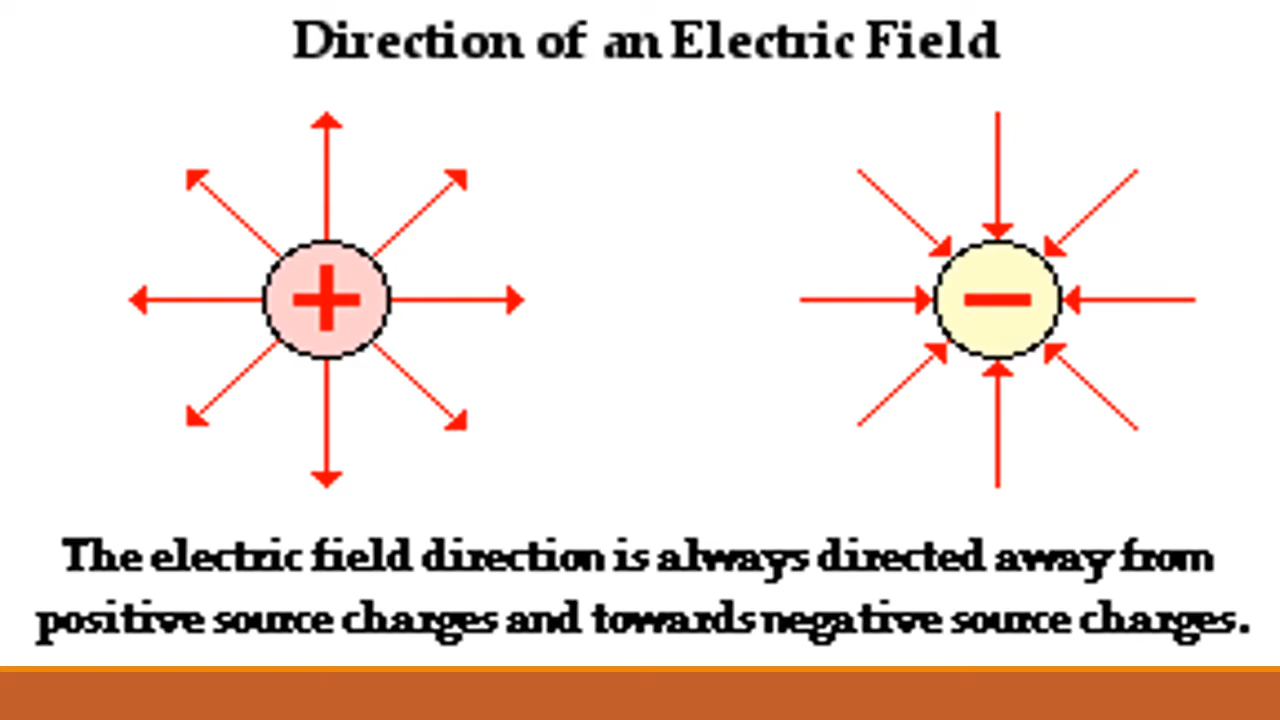 Direction of an Electric Field
+
−
The electric field direction is always directed away from
positive source charges and towards negative source charges.